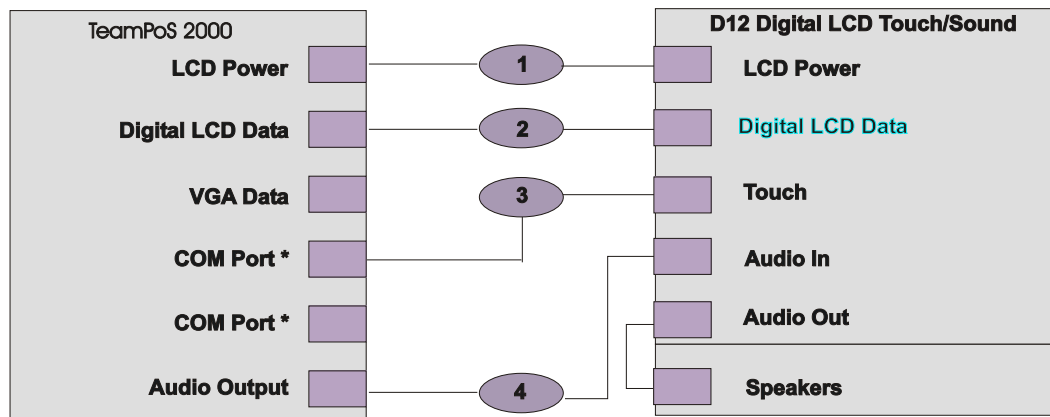 TeamPoS 2000
LCD Power
Digital LCD Data
VGA Data
COM Port *
COM Port *
Audio Output
1
2
3
4
D12 Digital LCD Touch/Sound
LCD Power
Digital LCD Data
Touch
Audio In
Audio Out
Speakers